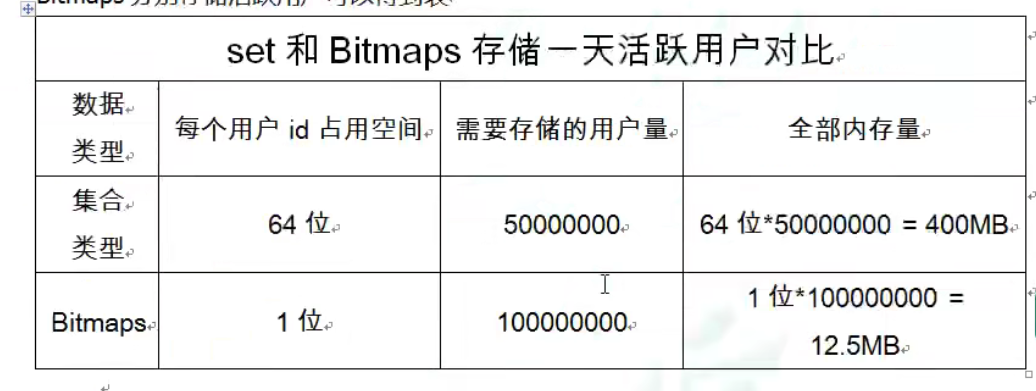 set 和 Bitmaps 存储一天活跃用户对比
数据
类型
每个用户 id 占用空间
需要存储的用户量
全部内存量
集合
类型
64 位
50000000
64 位*50000000 = 400MB
Bitmaps
1 位
100000000
1 位*100000000 =
12.5MB